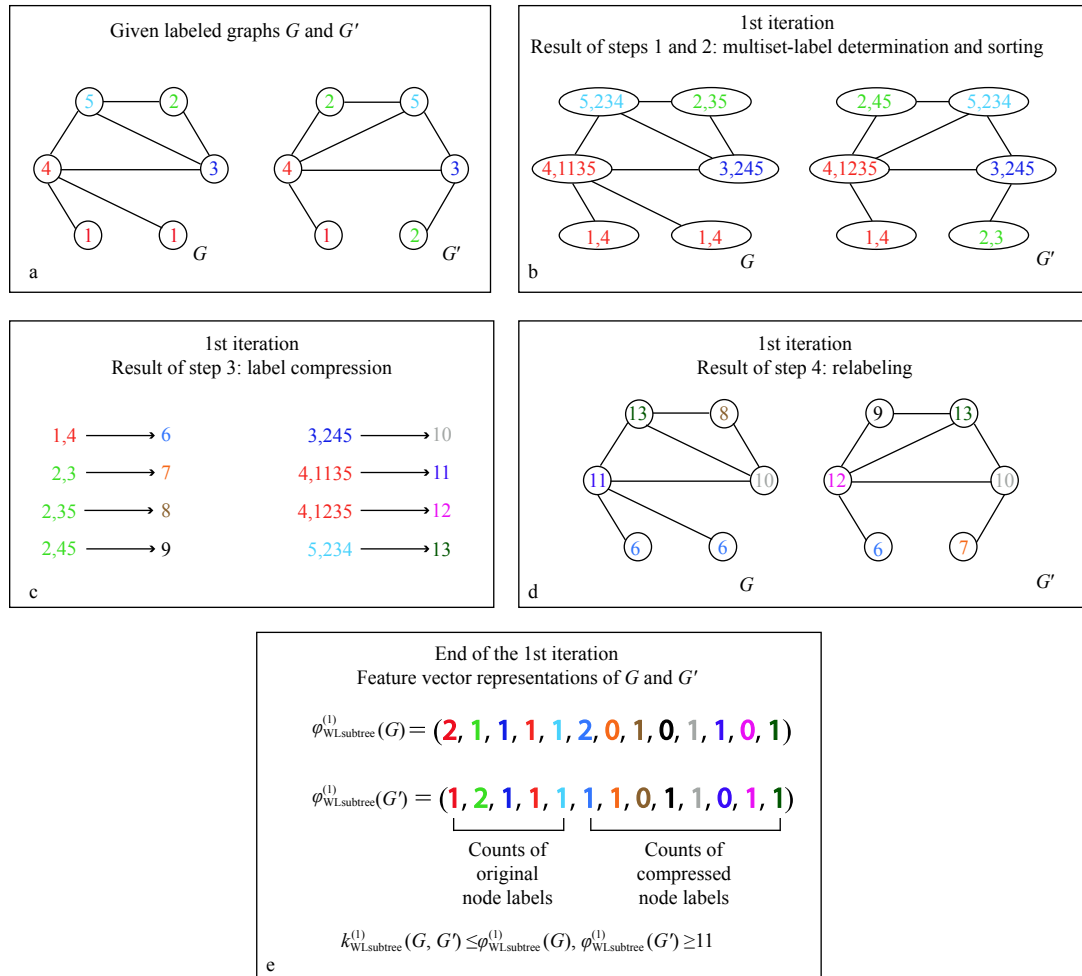 Given labeled graphs G and G′
5 2 2 5
4 3 4 3
1 1 1 2
G G′
a
1st iteration
Result of steps 1 and 2: multiset-label determination and sorting
5,234 2,35 2,45 5,234
4,1135 3,245 4,1235 3,245
1,4 1,4 1,4 2,3
G G′
b
1st iteration
Result of step 3: label compression
1,4 → 6 3,245 → 10
2,3 → 7 4,1135 → 11
2,35 → 8 4,1235 → 12
2,45 → 9 5,234 → 13
c
1st iteration
Result of step 4: relabeling
13 8 9 13
11 10 12 10
6 6 6 7
G G′
d
End of the 1st iteration
Feature vector representations of G and G′
φ(1)WLsubtree(G) = (2, 1, 1, 1, 1, 2, 0, 1, 0, 1, 1, 0, 1)
φ(1)WLsubtree(G′) = (1, 2, 1, 1, 1, 1, 1, 0, 1, 1, 0, 1, 1)
Counts of Counts of
original compressed
node labels node labels
k(1)WLsubtree(G, G′) ≤φ(1)WLsubtree(G), φ(1)WLsubtree(G′) ≥11
e